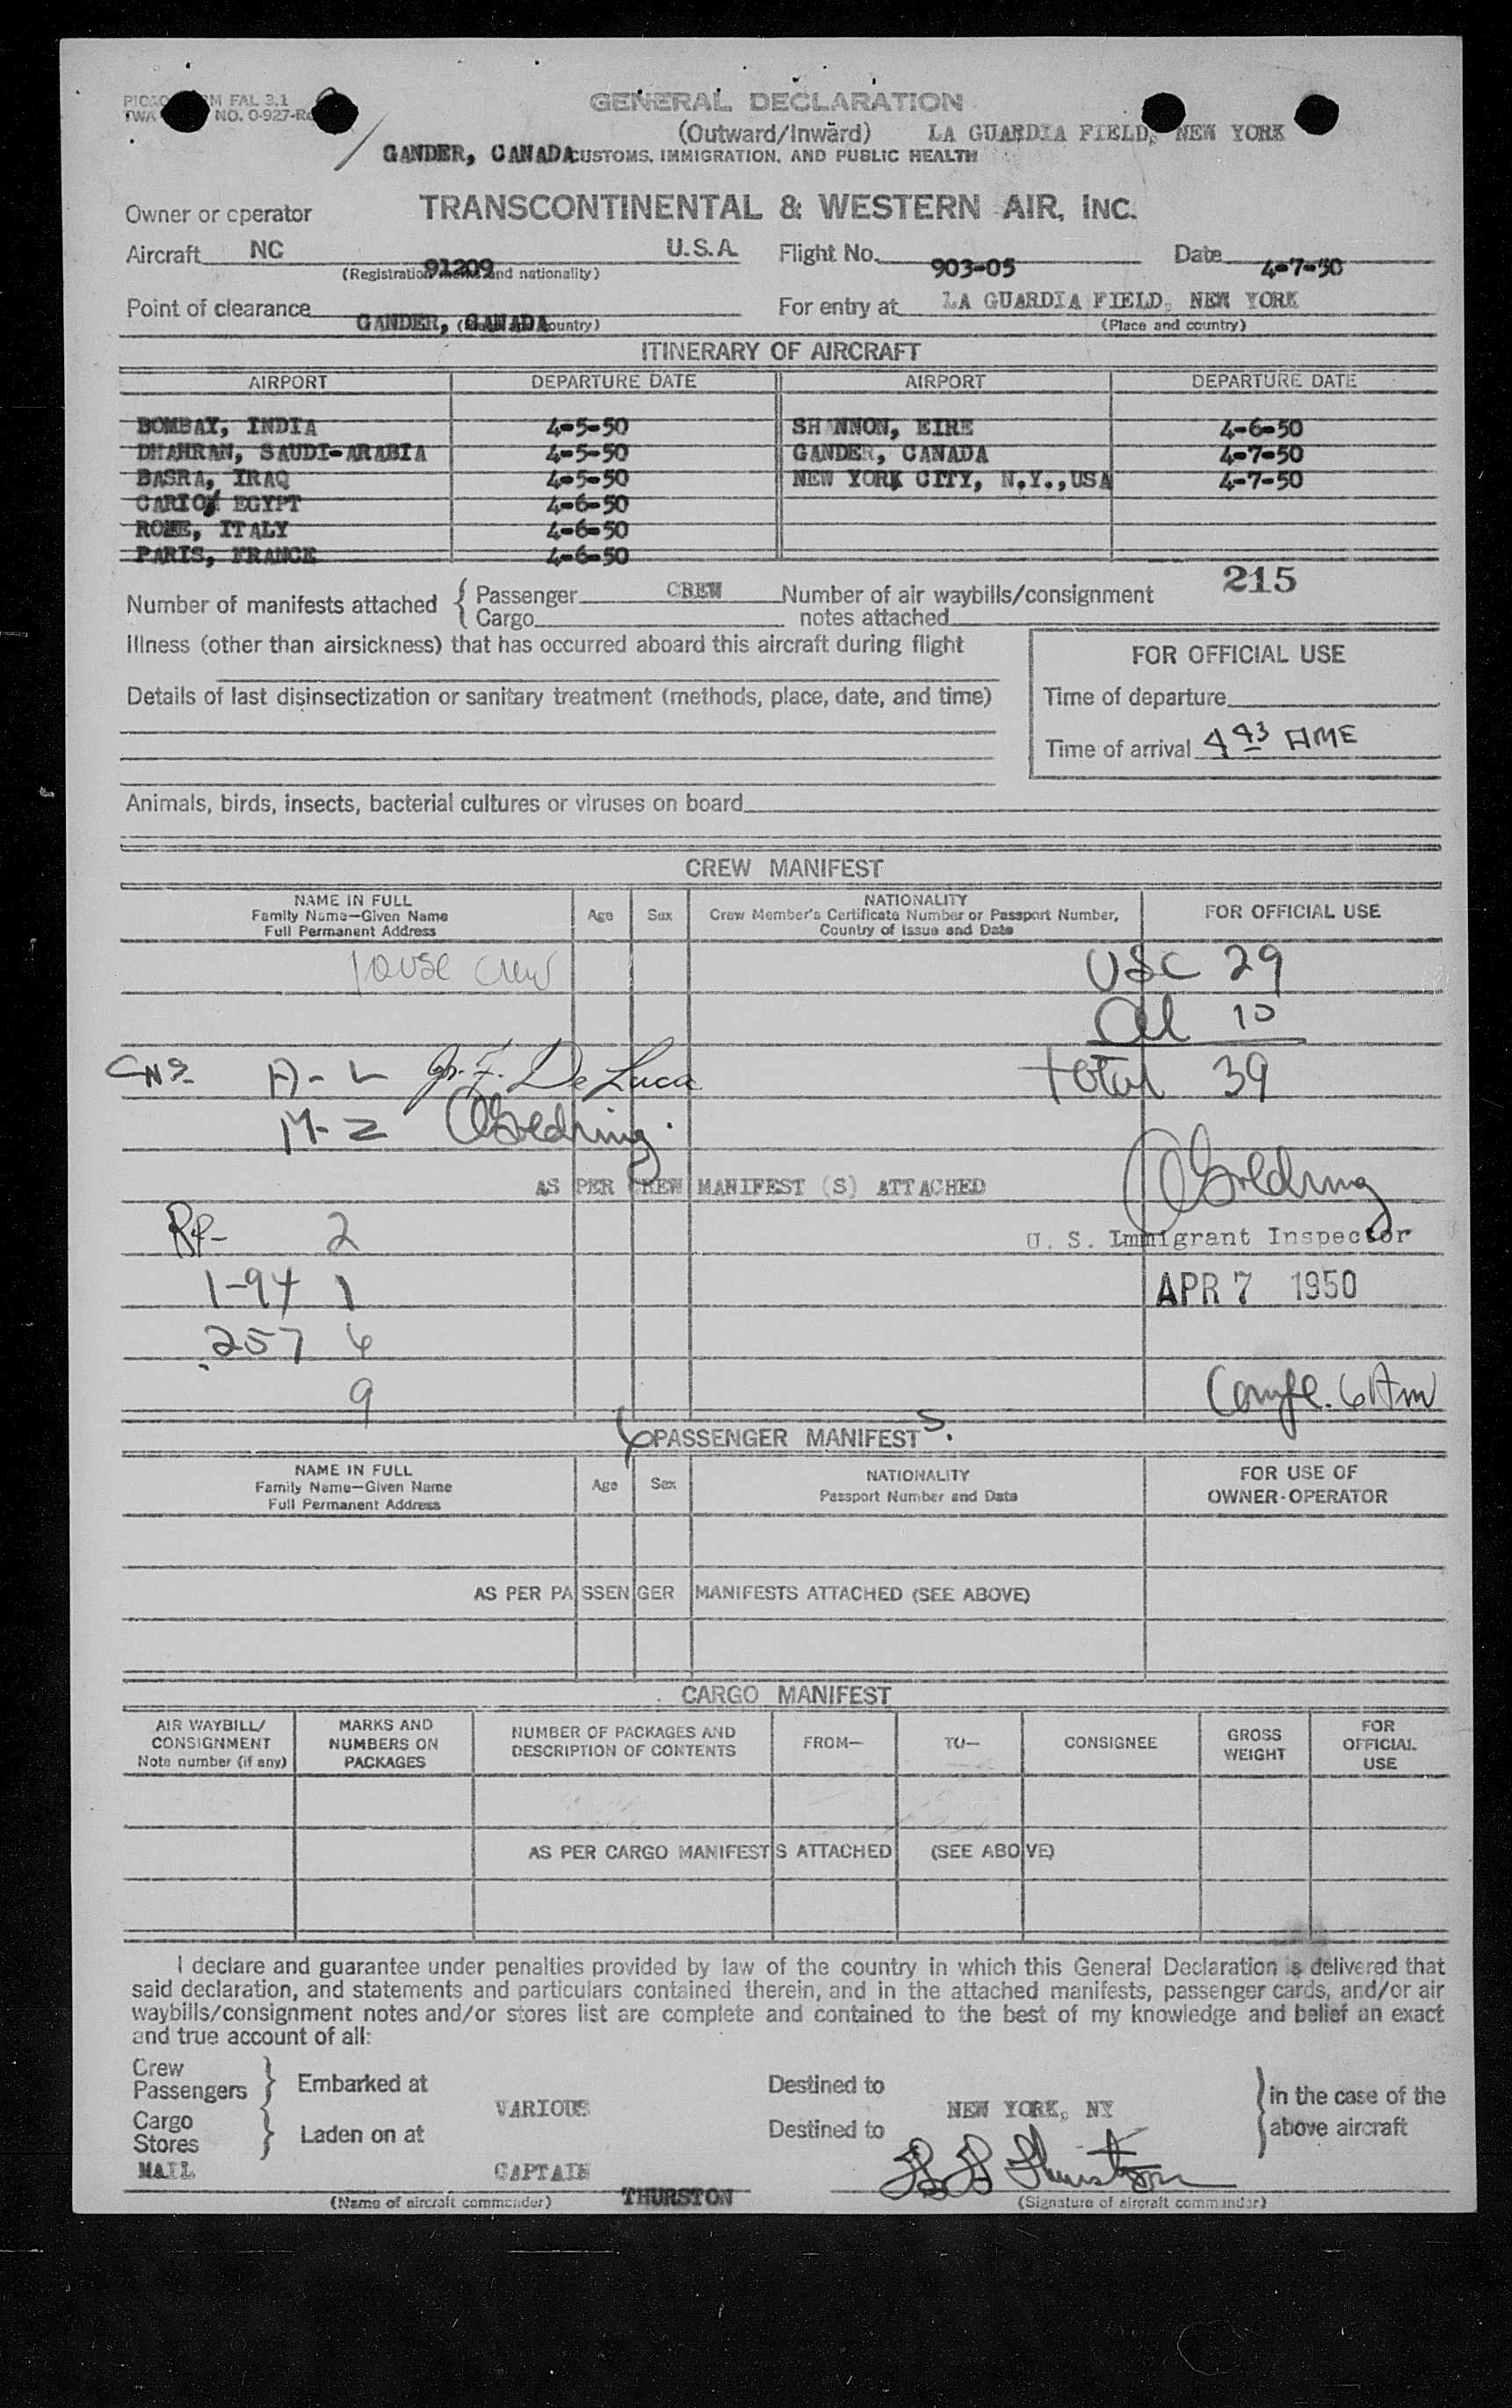 GENERAL DECLARATION
(Outward/Inward) LA GUARDIA FIELD, NEW YORK
GANDER, CANADA CUSTOMS, IMMIGRATION, AND PUBLIC HEALTH
Owner or operator TRANSCONTINENTAL & WESTERN AIR, INC.
Aircraft NC 91209 U.S.A. Flight No. 903-05 Date 4-7-50
(Registration and nationality)
Point of clearance GANDER, CANADA For entry at LA GUARDIA FIELD, NEW YORK
(Place and country)
ITINERARY OF AIRCRAFT
AIRPORT DEPARTURE DATE AIRPORT DEPARTURE DATE
BOMBAY, INDIA 4-5-50 SHANNON, EIRE 4-6-50
DHAHRAN, SAUDI-ARABIA 4-5-50 GANDER, CANADA 4-7-50
BASRA, IRAQ 4-5-50 NEW YORK CITY, N.Y.,USA 4-7-50
CARIO, EGYPT 4-6-50
ROME, ITALY 4-6-50
PARIS, FRANCE 4-6-50
215
Number of manifests attached { Passenger CREW Number of air waybills/consignment
Cargo notes attached
Illness (other than airsickness) that has occurred aboard this aircraft during flight
FOR OFFICIAL USE
Details of last disinsectization or sanitary treatment (methods, place, date, and time)
Time of departure
Time of arrival 4 43 AME
Animals, birds, insects, bacterial cultures or viruses on board
CREW MANIFEST
NAME IN FULL Family Name—Given Name Full Permanent Address
Age Sex
NATIONALITY Crew Member's Certificate Number or Passport Number, Country of Issue and Date
FOR OFFICIAL USE
Crew USC 29
Al 10
A-L De Luca total 39
M-Z Goldring
AS PER CREW MANIFEST (S) ATTACHED Goldring
RP- 2 U. S. Immigrant Inspector
1-94 1 APR 7 1950
257 6
9 Comple. 6 Am
6 PASSENGER MANIFESTS.
NAME IN FULL Family Name—Given Name Full Permanent Address
Age Sex
NATIONALITY Passport Number and Date
FOR USE OF OWNER-OPERATOR
AS PER PASSENGER MANIFESTS ATTACHED (SEE ABOVE)
CARGO MANIFEST
AIR WAYBILL/ CONSIGNMENT Note number (if any)
MARKS AND NUMBERS ON PACKAGES
NUMBER OF PACKAGES AND DESCRIPTION OF CONTENTS
FROM— TO— CONSIGNEE GROSS WEIGHT FOR OFFICIAL USE
AS PER CARGO MANIFESTS ATTACHED (SEE ABOVE)
I declare and guarantee under penalties provided by law of the country in which this General Declaration is delivered that
said declaration, and statements and particulars contained therein, and in the attached manifests, passenger cards, and/or air
waybills/consignment notes and/or stores list are complete and contained to the best of my knowledge and belief an exact
and true account of all:
Crew
Passengers } Embarked at VARIOUS Destined to NEW YORK, NY } in the case of the
Cargo
Stores } Laden on at Destined to above aircraft
MAIL CAPTAIN THURSTON Thurston
(Name of aircraft commander) (Signature of aircraft commander)